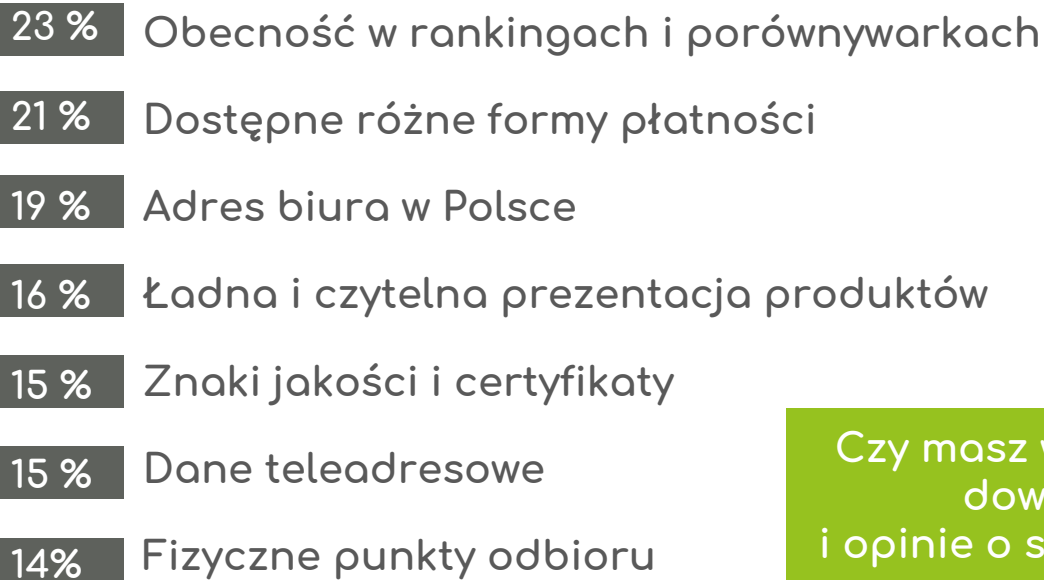 23 % Obecność w rankingach i porównywarkach
21 % Dostępne różne formy płatności
19 % Adres biura w Polsce
16 % Ładna i czytelna prezentacja produktów
15 % Znaki jakości i certyfikaty
15 % Dane teleadresowe
14% Fizyczne punkty odbioru
Czy masz
i opinie o